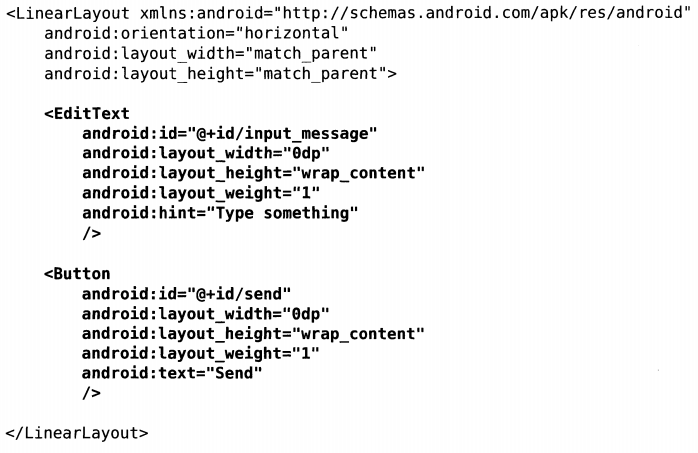 <LinearLayout xmlns:android="http://schemas.android.com/apk/res/android"
    android:orientation="horizontal"
    android:layout_width="match_parent"
    android:layout_height="match_parent">

    <EditText
        android:id="@+id/input_message"
        android:layout_width="0dp"
        android:layout_height="wrap_content"
        android:layout_weight="1"
        android:hint="Type something"
        />

    <Button
        android:id="@+id/send"
        android:layout_width="0dp"
        android:layout_height="wrap_content"
        android:layout_weight="1"
        android:text="Send"
        />

</LinearLayout>